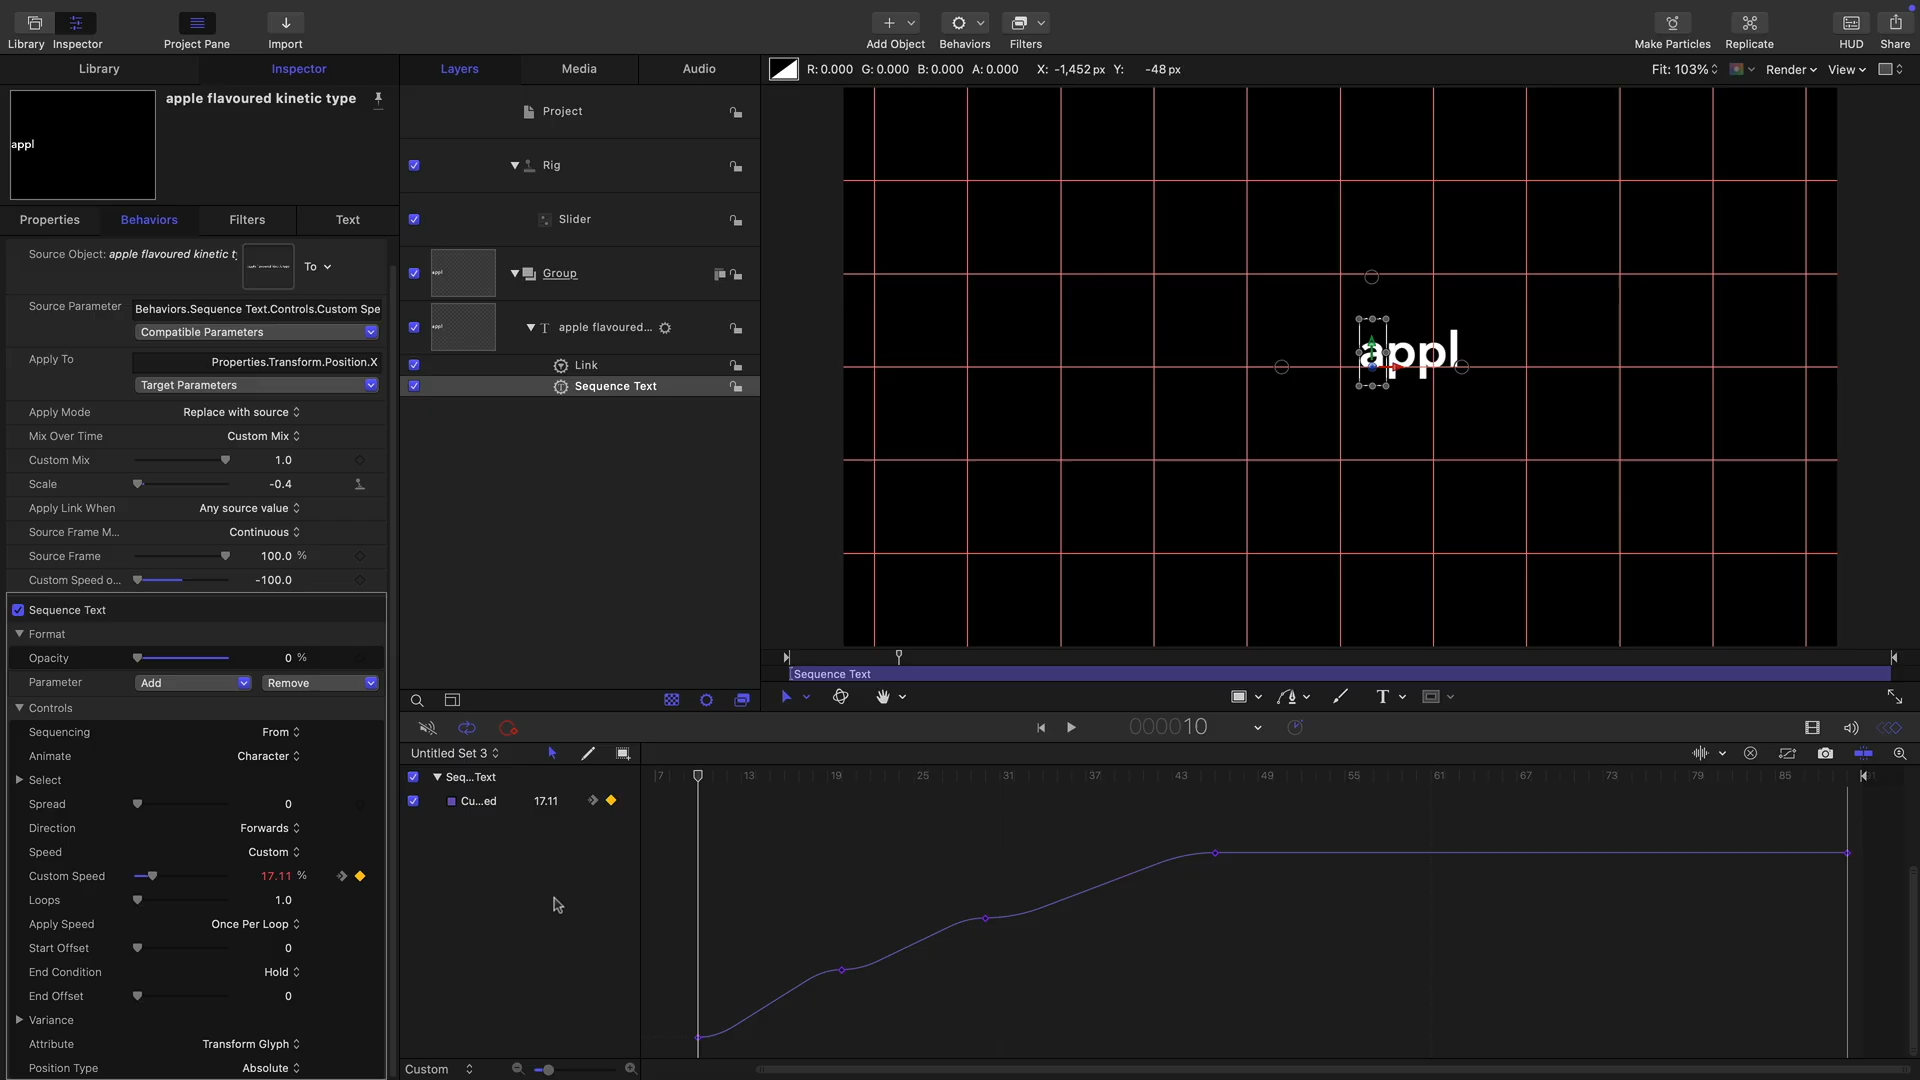 Library Inspector Project Pane Import Add Object Behaviors Filters Make Particles Replicate HUD Share
Library Inspector Layers Media Audio R: 0.000 G: 0.000 B: 0.000 A: 0.000 X: -1,452 px Y: -48 px Fit: 103% Render View
apple flavoured kinetic type
appl
Properties Behaviors Filters Text
Source Object: apple flavoured kinetic ty To
Source Parameter Behaviors.Sequence Text.Controls.Custom Spe
Compatible Parameters
Apply To Properties.Transform.Position.X
Target Parameters
Apply Mode Replace with source
Mix Over Time Custom Mix
Custom Mix 1.0
Scale -0.4
Apply Link When Any source value
Source Frame M... Continuous
Source Frame 100.0 %
Custom Speed o... -100.0
Sequence Text
Format
Opacity 0 %
Parameter Add Remove
Controls
Sequencing From
Animate Character
Select
Spread 0
Direction Forwards
Speed Custom
Custom Speed 17.11 %
Loops 1.0
Apply Speed Once Per Loop
Start Offset 0
End Condition Hold
End Offset 0
Variance
Attribute Transform Glyph
Position Type Absolute
Project
Rig
Slider
appl Group
appl T apple flavoured...
Link
Sequence Text
appl
Sequence Text
T
000010
Untitled Set 3
Seq...Text
Cu...ed 17.11
7 13 19 25 31 37 43 49 55 61 67 73 79 85
Custom